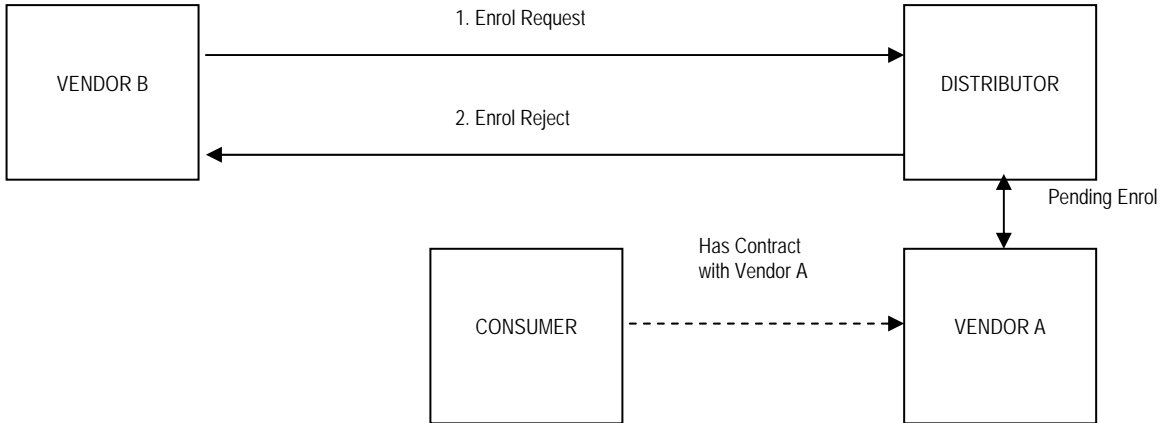 1. Enrol Request
VENDOR B
DISTRIBUTOR
2. Enrol Reject
Pending Enrol
Has Contract
with Vendor A
CONSUMER
VENDOR A